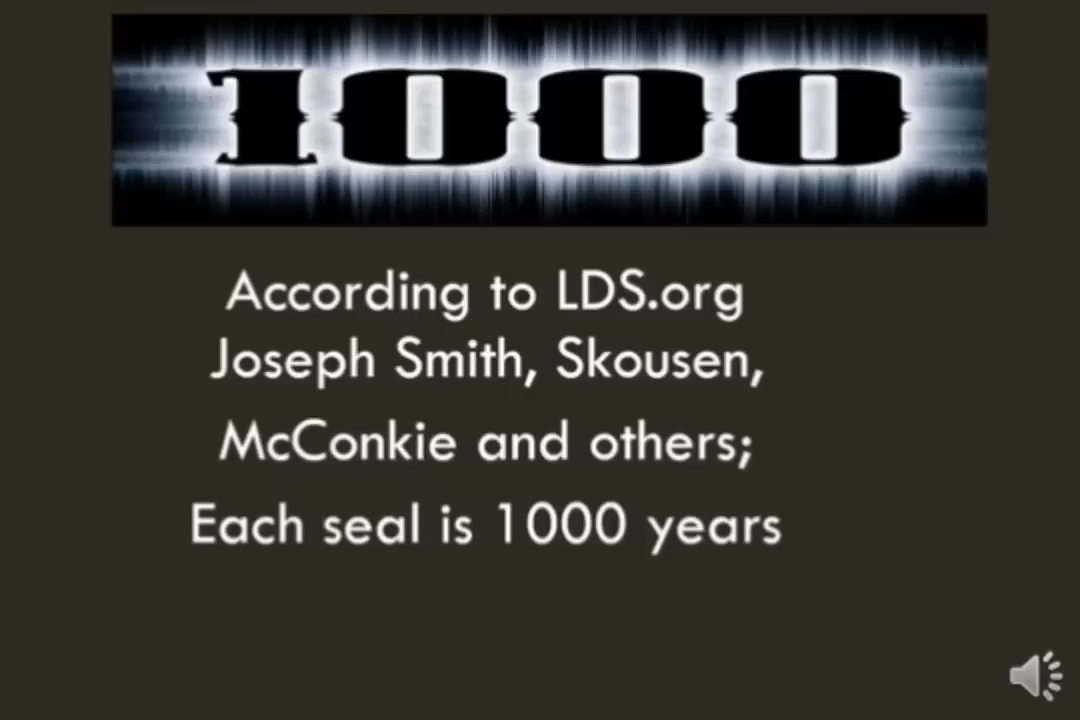 1000
According to LDS.org
Joseph Smith, Skousen,
McConkie and others;
Each seal is 1000 years